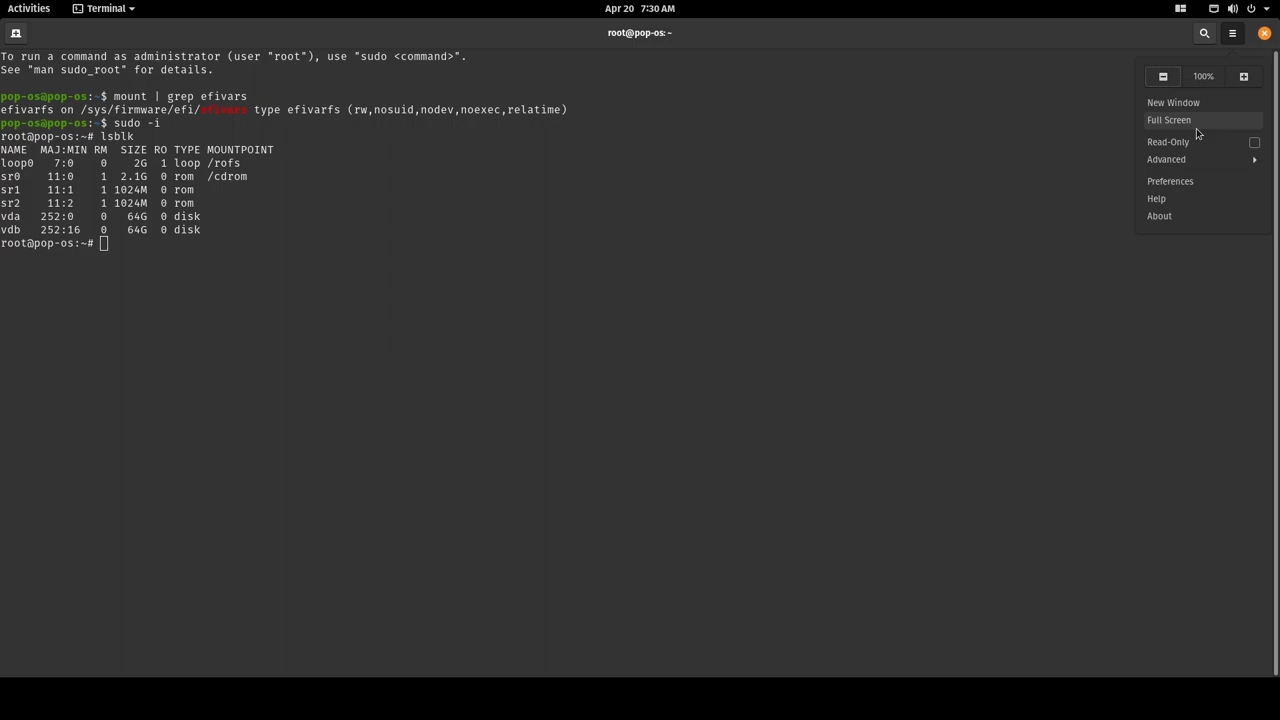 Activities Terminal Apr 20 7:30 AM
root@pop-os: ~
To run a command as administrator (user "root"), use "sudo <command>".
See "man sudo_root" for details.
pop-os@pop-os:~$ mount | grep efivars
efivarfs on /sys/firmware/efi/efivars type efivarfs (rw,nosuid,nodev,noexec,relatime)
pop-os@pop-os:~$ sudo -i
root@pop-os:~# lsblk
NAME MAJ:MIN RM SIZE RO TYPE MOUNTPOINT
loop0 7:0 0 2G 1 loop /rofs
sr0 11:0 1 2.1G 0 rom /cdrom
sr1 11:1 1 1024M 0 rom
sr2 11:2 1 1024M 0 rom
vda 252:0 0 64G 0 disk
vdb 252:16 0 64G 0 disk
root@pop-os:~#
100%
New Window
Full Screen
Read-Only
Advanced
Preferences
Help
About